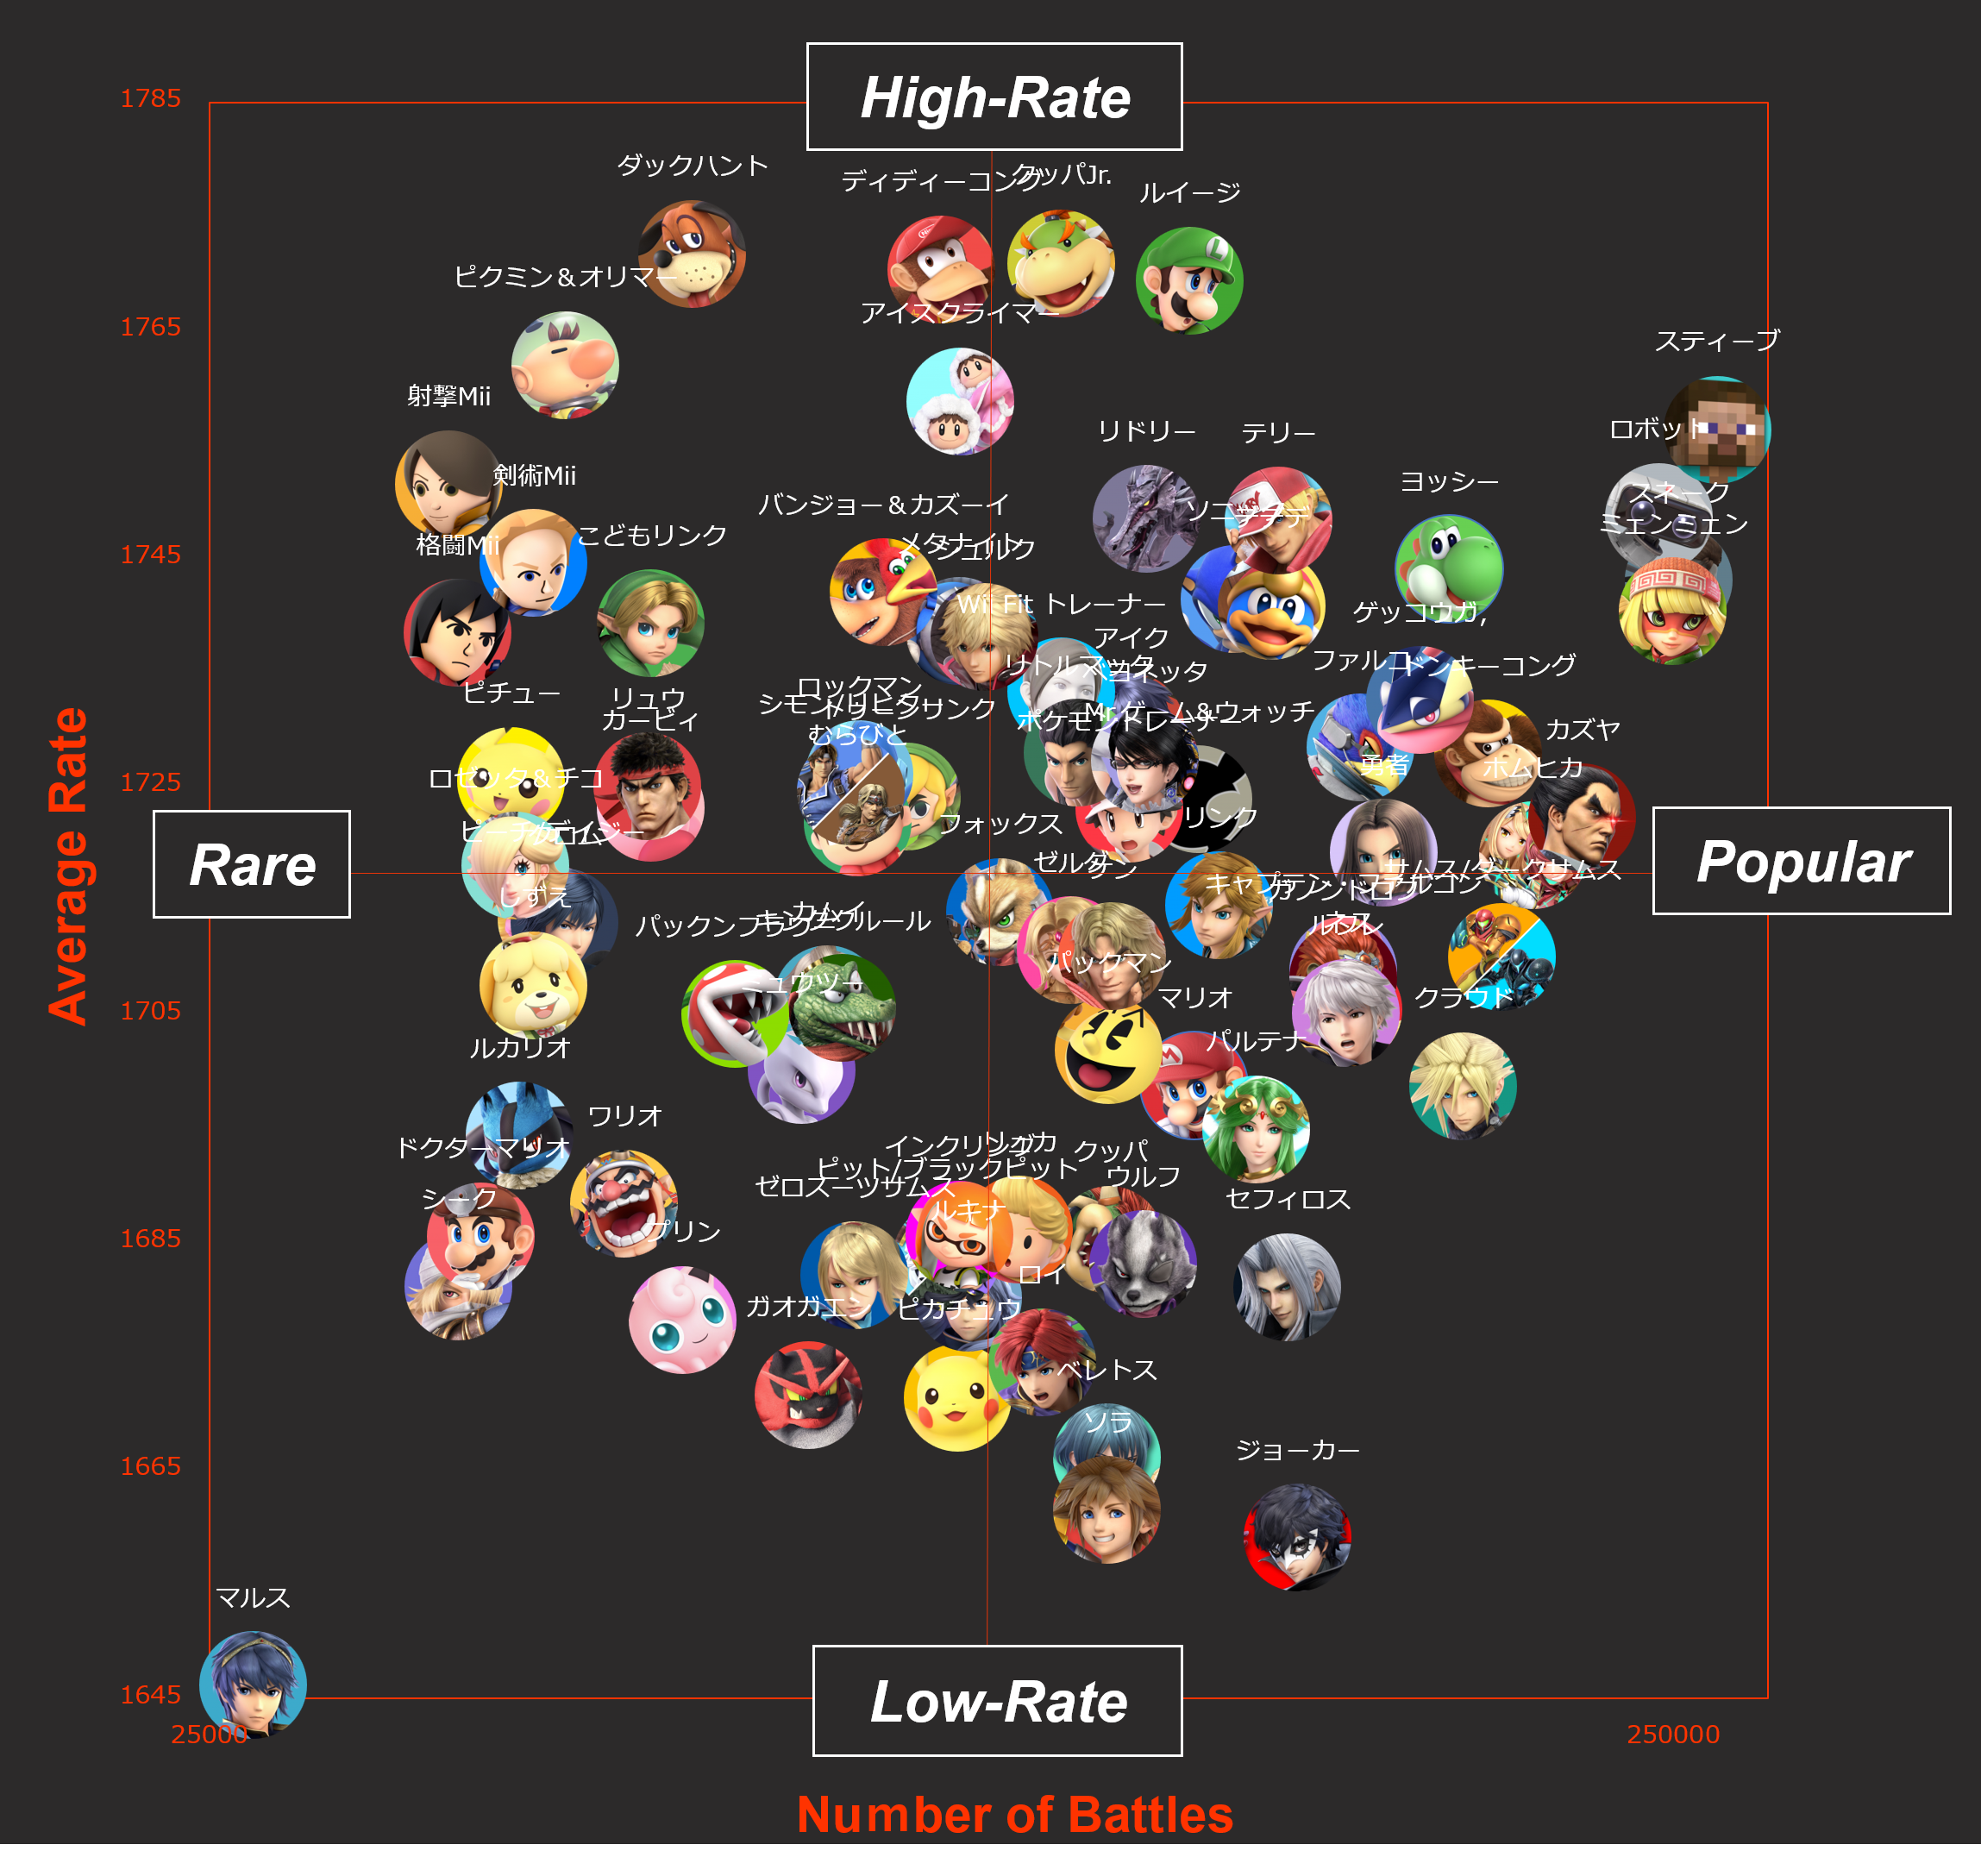 High-Rate
1785
ダックハント
ディディーコング
クッパJr.
ルイージ
ピクミン＆オリマー
アイスクライマー
1765
スティーブ
射撃Mii
リドリー
テリー
ロボット
剣術Mii
ヨッシー
スネーク
バンジョー＆カズーイ
ソニック
デデデ
ミェンミェン
こどもリンク
格闘Mii
メタナイト
シュルク
1745
Wii Fit トレーナー
ゲッコウガ,
アイク
リトルマック
ベヨネッタ
ファルコ
ドンキーコング
ピチュー
リュウ
ロックマン
シモン/リヒター
トゥーンリンク
カービィ
ポケモントレーナー
Mr.ゲーム&ウォッチ
カズヤ
むらびと
勇者
ホムヒカ
1725
ロゼッタ＆チコ
フォックス
リンク
ピーチ/デイジー
クロム
Rare
Popular
ゼルダ
ケン
サムス/ダークサムス
キャプテン・ファルコン
ガノンドロフ
しずえ
カムイ
キングクルール
パックンフラワー
ネス
ルフレ
パックマン
ミュウツー
マリオ
クラウド
1705
パルテナ
ルカリオ
ワリオ
ドクターマリオ
インクリング
リュカ
クッパ
ピット/ブラックピット
ウルフ
ゼロスーツサムス
シーク
ルキナ
セフィロス
プリン
1685
ロイ
ガオガエン
ピカチュウ
ベレトス
ソラ
ジョーカー
1665
マルス
1645
Low-Rate
25000
250000
Average Rate
Number of Battles